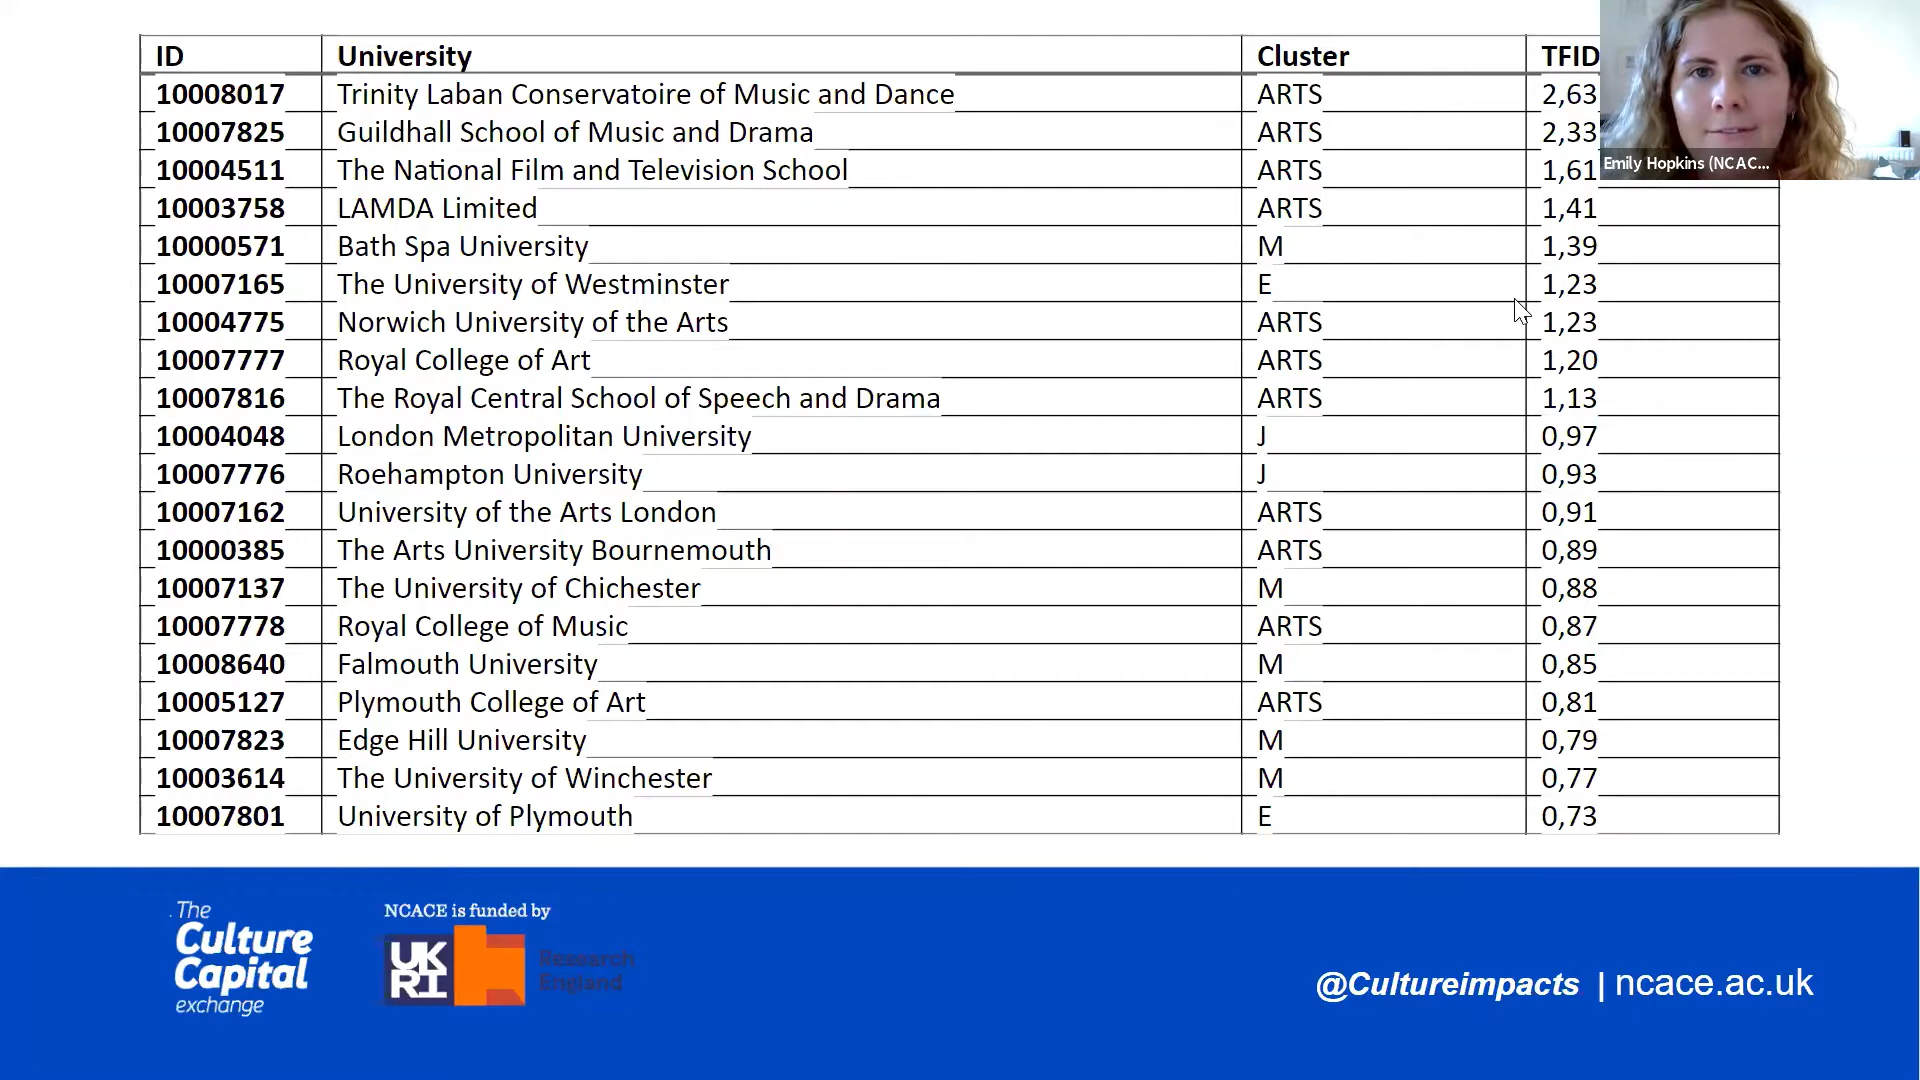 ID University Cluster TFID
10008017 Trinity Laban Conservatoire of Music and Dance ARTS 2,63
10007825 Guildhall School of Music and Drama ARTS 2,33
10004511 The National Film and Television School ARTS 1,61
Emily Hopkins (NCAC...
10003758 LAMDA Limited ARTS 1,41
10000571 Bath Spa University M 1,39
10007165 The University of Westminster E 1,23
10004775 Norwich University of the Arts ARTS 1,23
10007777 Royal College of Art ARTS 1,20
10007816 The Royal Central School of Speech and Drama ARTS 1,13
10004048 London Metropolitan University J 0,97
10007776 Roehampton University J 0,93
10007162 University of the Arts London ARTS 0,91
10000385 The Arts University Bournemouth ARTS 0,89
10007137 The University of Chichester M 0,88
10007778 Royal College of Music ARTS 0,87
10008640 Falmouth University M 0,85
10005127 Plymouth College of Art ARTS 0,81
10007823 Edge Hill University M 0,79
10003614 The University of Winchester M 0,77
10007801 University of Plymouth E 0,73
The
Culture
Capital
exchange
NCACE is funded by
UK
RI
Research
England
@Cultureimpacts | ncace.ac.uk